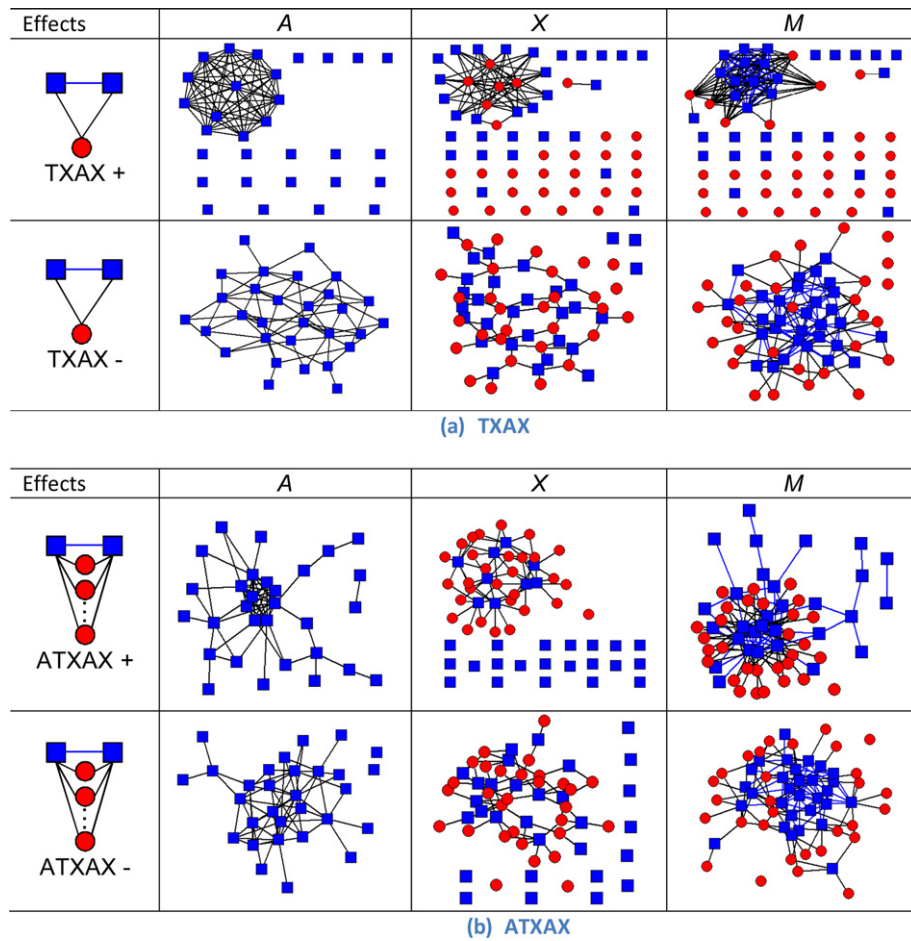 Effects A X M
TXAX +
TXAX -
(a) TXAX
Effects A X M
ATXAX +
ATXAX -
(b) ATXAX